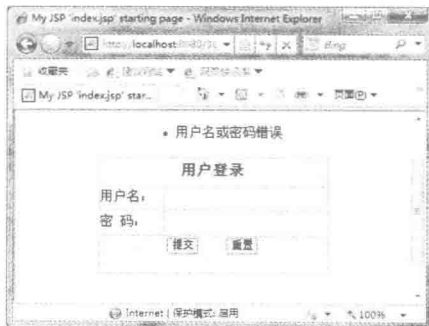 My JSP 'index.jsp' starting page - Windows Internet Explorer
localhost
Bing
收藏夹
My JSP 'index.jsp' star...
页面(P)
• 用户名或密码错误
用户登录
用户名:
密 码:
提交 重置
Internet | 保护模式: 启用
100%